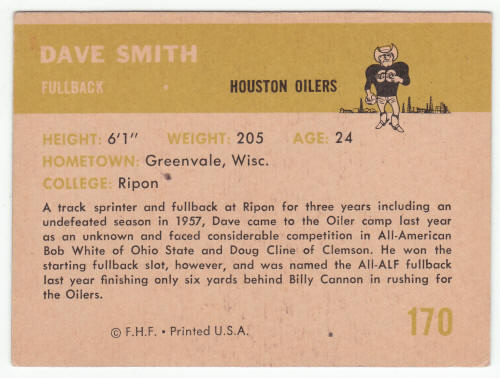 DAVE SMITH
FULLBACK
HOUSTON OILERS
HEIGHT: 6'1" WEIGHT: 205 AGE: 24
HOMETOWN: Greenvale, Wisc.
COLLEGE: Ripon
A track sprinter and fullback at Ripon for three years including an
undefeated season in 1957, Dave came to the Oiler camp last year
as an unknown and faced considerable competition in All-American
Bob White of Ohio State and Doug Cline of Clemson. He won the
starting fullback slot, however, and was named the All-ALF fullback
last year finishing only six yards behind Billy Cannon in rushing for
the Oilers.
© F.H.F. • Printed U.S.A.
170